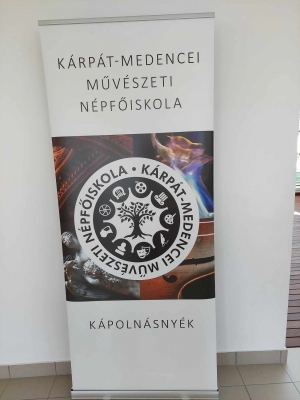 KÁRPÁT-MEDENCEI
MŰVÉSZETI
NÉPFŐISKOLA
KÁRPÁT-MEDENCEI MŰVÉSZETI NÉPFŐISKOLA •
KÁPOLNÁSNYÉK